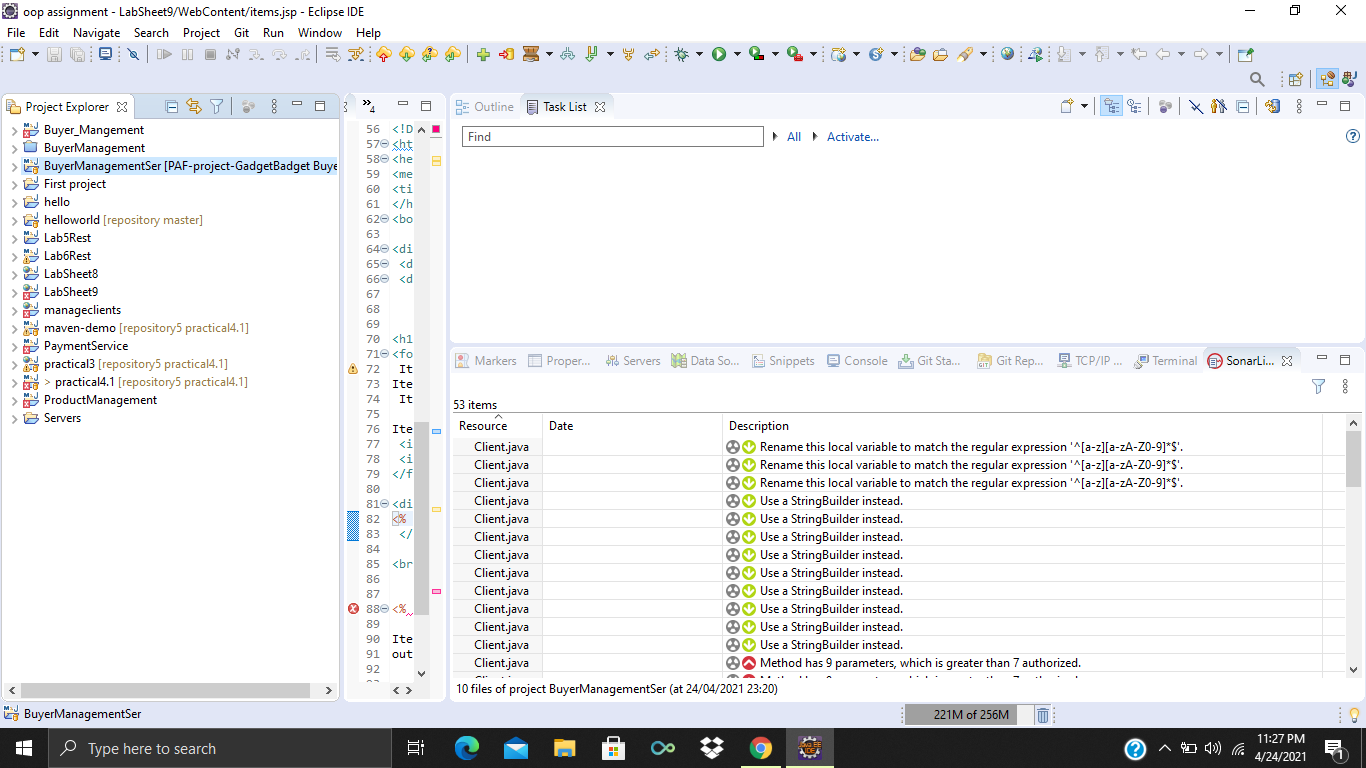 oop assignment - LabSheet9/WebContent/items.jsp - Eclipse IDE
File Edit Navigate Search Project Git Run Window Help
Project Explorer
4
Outline
Task List
Buyer_Mangement
BuyerManagement
BuyerManagementSer [PAF-project-GadgetBadget Buye
First project
hello
helloworld [repository master]
Lab5Rest
Lab6Rest
LabSheet8
LabSheet9
manageclients
maven-demo [repository5 practical4.1]
PaymentService
practical3 [repository5 practical4.1]
> practical4.1 [repository5 practical4.1]
ProductManagement
Servers
56 <!D
57 <ht
58 <he
59 <me
60 <ti
61 </h
62 <bo
63
64 <di
65 <d
66 <d
67
68
69
70 <h1
71 <fo
72 It
73 Ite
74 It
75
76 Ite
77 <i
78 <i
79 </f
80
81 <di
82 <%
83 </
84
85 <br
86
87
88 <%
89
90 Ite
91 out
92
Find
All
Activate...
Markers
Proper...
Servers
Data So...
Snippets
Console
Git Sta...
Git Rep...
TCP/IP ...
Terminal
SonarLi...
53 items
Resource Date Description
Client.java Rename this local variable to match the regular expression '^[a-z][a-zA-Z0-9]*$'.
Client.java Rename this local variable to match the regular expression '^[a-z][a-zA-Z0-9]*$'.
Client.java Rename this local variable to match the regular expression '^[a-z][a-zA-Z0-9]*$'.
Client.java Use a StringBuilder instead.
Client.java Use a StringBuilder instead.
Client.java Use a StringBuilder instead.
Client.java Use a StringBuilder instead.
Client.java Use a StringBuilder instead.
Client.java Use a StringBuilder instead.
Client.java Use a StringBuilder instead.
Client.java Use a StringBuilder instead.
Client.java Use a StringBuilder instead.
Client.java Method has 9 parameters, which is greater than 7 authorized.
10 files of project BuyerManagementSer (at 24/04/2021 23:20)
BuyerManagementSer
221M of 256M
Type here to search
11:27 PM
4/24/2021
1